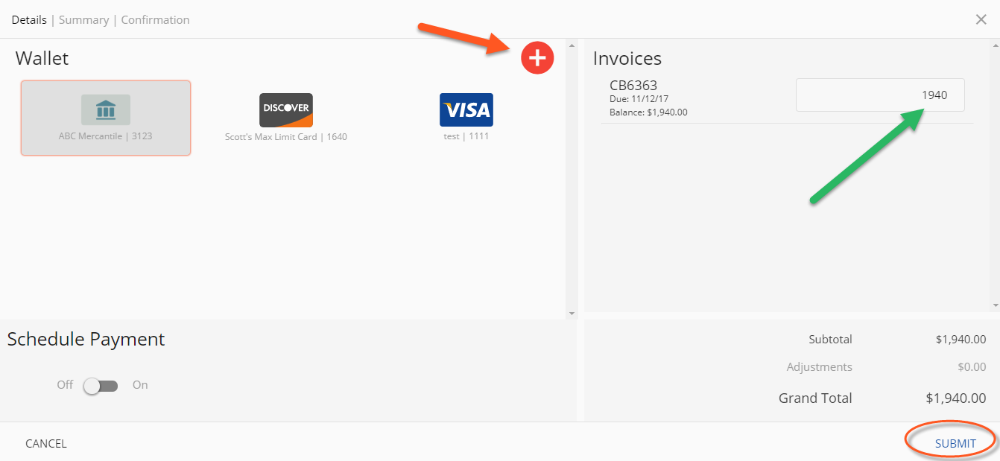 Details | Summary | Confirmation
Wallet
ABC Mercantile | 3123
DISCOVER
Scott's Max Limit Card | 1640
VISA
test | 1111
Invoices
CB6363
Due: 11/12/17
Balance: $1,940.00
1940
Schedule Payment
Off On
Subtotal $1,940.00
Adjustments $0.00
Grand Total $1,940.00
CANCEL
SUBMIT